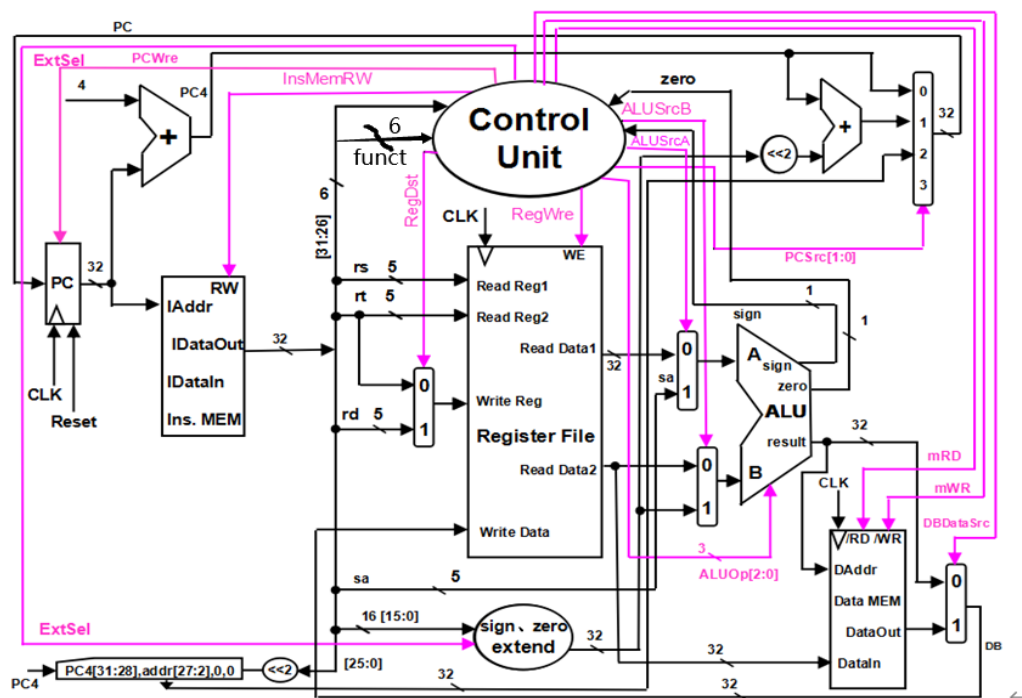 PC
ExtSel
PCWre
InsMemRW
4
PC4
+
Control
Unit
6
funct
zero
ALUSrcB
ALUSrcA
<<2
+
0
1
2
3
32
6
[31:26]
RegDst
CLK
RegWre
PCSrc[1:0]
PC
32
CLK
Reset
RW
IAddr
IDataOut
IDataIn
Ins. MEM
32
rs 5
rt 5
rd 5
0
1
WE
Read Reg1
Read Reg2
Read Data1
Write Reg
Register File
Read Data2
Write Data
32
sa
0
1
0
1
sign
1
1
A
sign
zero
ALU
result
B
32
3
ALUOp[2:0]
mRD
mWR
CLK
DBDataSrc
/RD /WR
DAddr
Data MEM
DataOut
DataIn
0
1
DB
sa 5
16 [15:0]
ExtSel
sign、zero
extend
32
32
[25:0]
PC4
PC4[31:28],addr[27:2],0,0
<<2
32
32